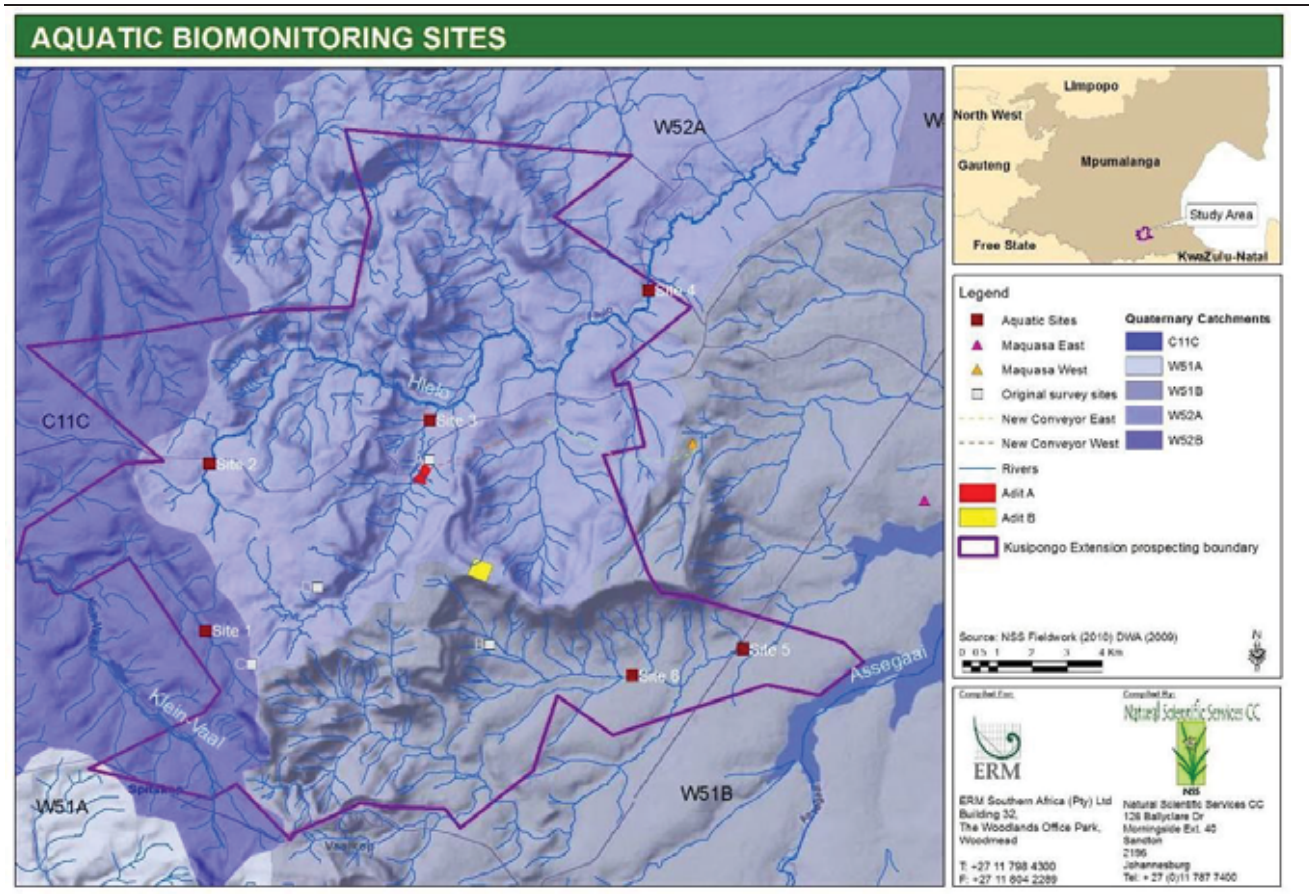 AQUATIC BIOMONITORING SITES
W52A
W
Site 4
Hlelo
C11C
Site 3
A
Site 2
D
Site 1
B
C
Site 5
Site 6
Assegaai
Klein-Vaal
W51A
W51B
Limpopo
North West
Mpumalanga
Gauteng
Study Area
Free State
KwaZulu-Natal
Legend
Aquatic Sites
Maquasa East
Maquasa West
Original survey sites
New Conveyor East
New Conveyor West
Rivers
Adit A
Adit B
Kusipongo Extension prospecting boundary
Quaternary Catchments
C11C
W51A
W51B
W52A
W52B
Source: NSS Fieldwork (2010) DWA (2009)
N
0 0.5 1 2 3 4 Km
Compiled For:
ERM
ERM Southern Africa (Pty) Ltd
Building 32,
The Woodlands Office Park,
Woodmead
T: +27 11 798 4300
F: +27 11 804 2289
Compiled By:
Natural Scientific Services CC
NSS
Natural Scientific Services CC
126 Ballyclare Dr
Morningside Ext. 40
Sandton
2196
Johannesburg
Tel: + 27 (0)11 787 7400